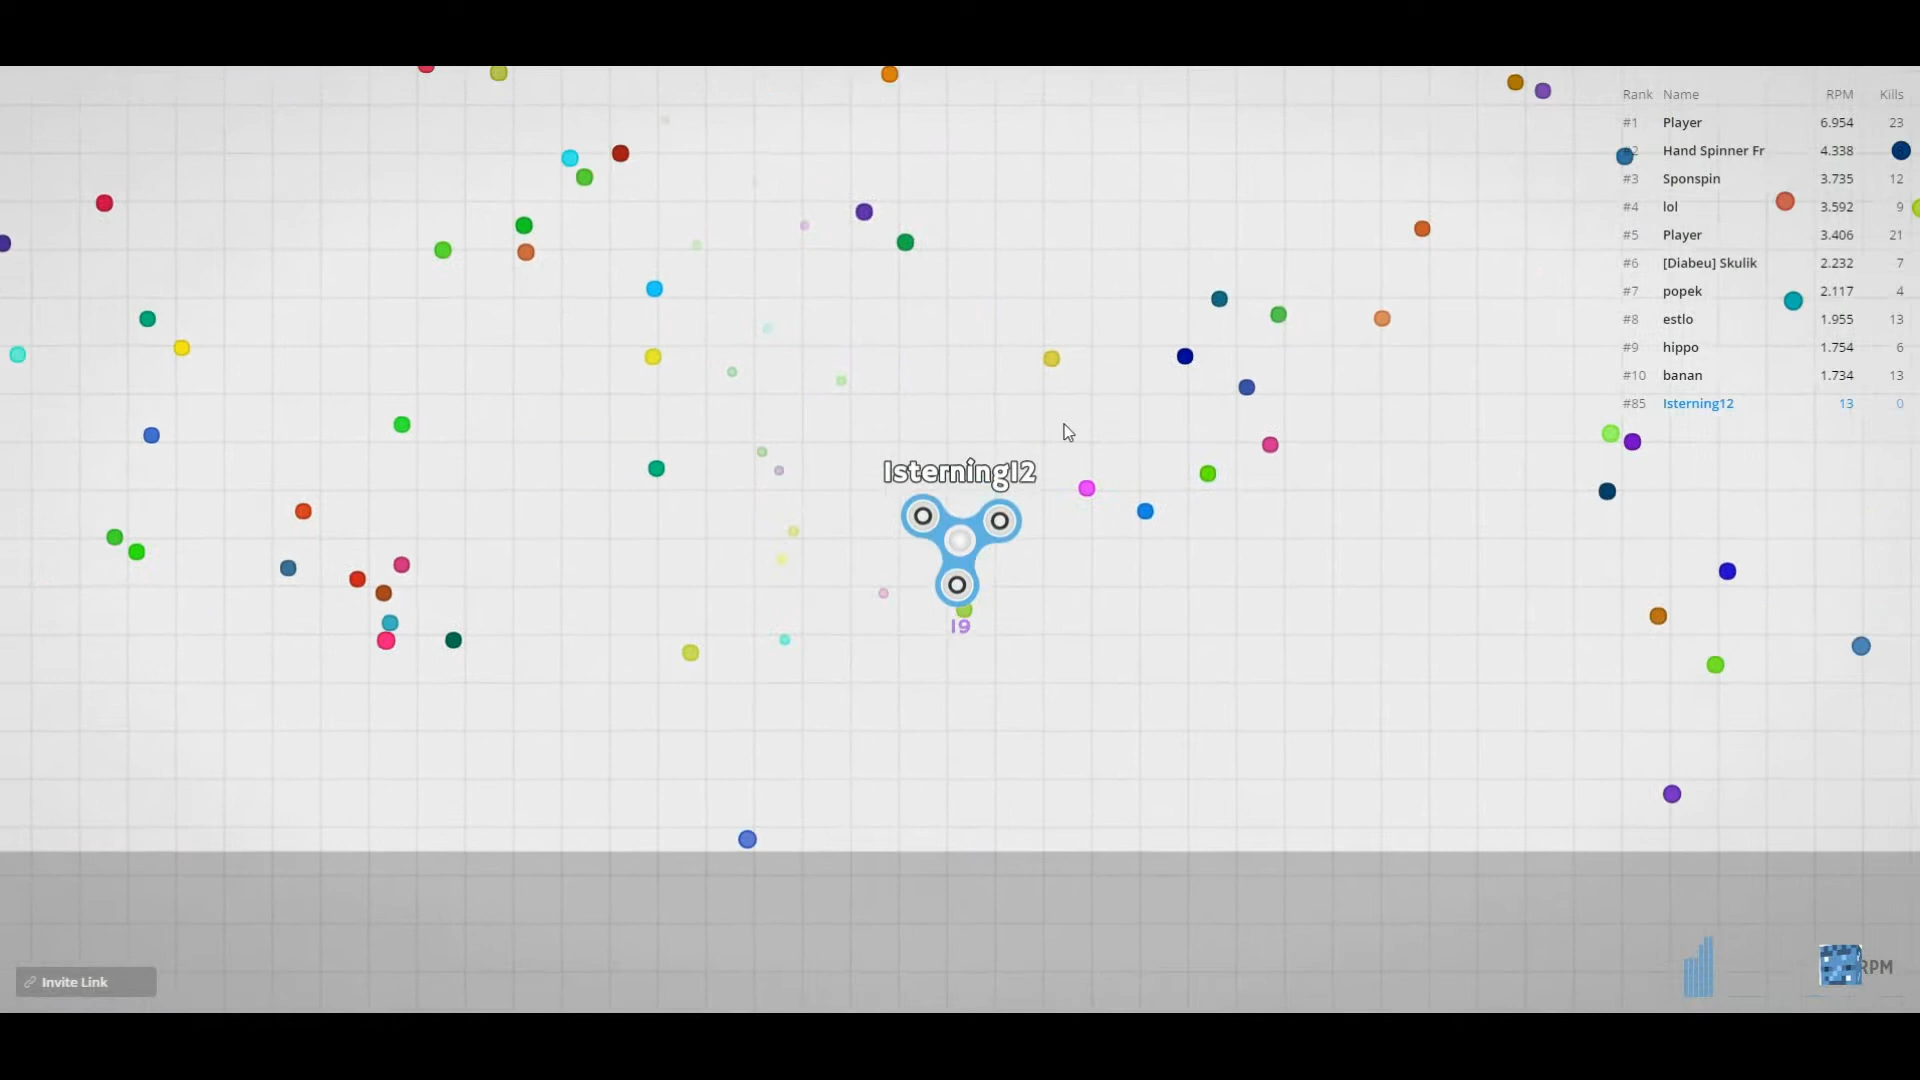 Rank Name RPM Kills
#1 Player 6.954 23
#2 Hand Spinner Fr 4.338
#3 Sponspin 3.735 12
#4 lol 3.592 9
#5 Player 3.406 21
#6 [Diabeu] Skulik 2.232 7
#7 popek 2.117 4
#8 estlo 1.955 13
#9 hippo 1.754 6
#10 banan 1.734 13
#85 Isterning12 13 0
Isterning12
19
Invite Link
RPM